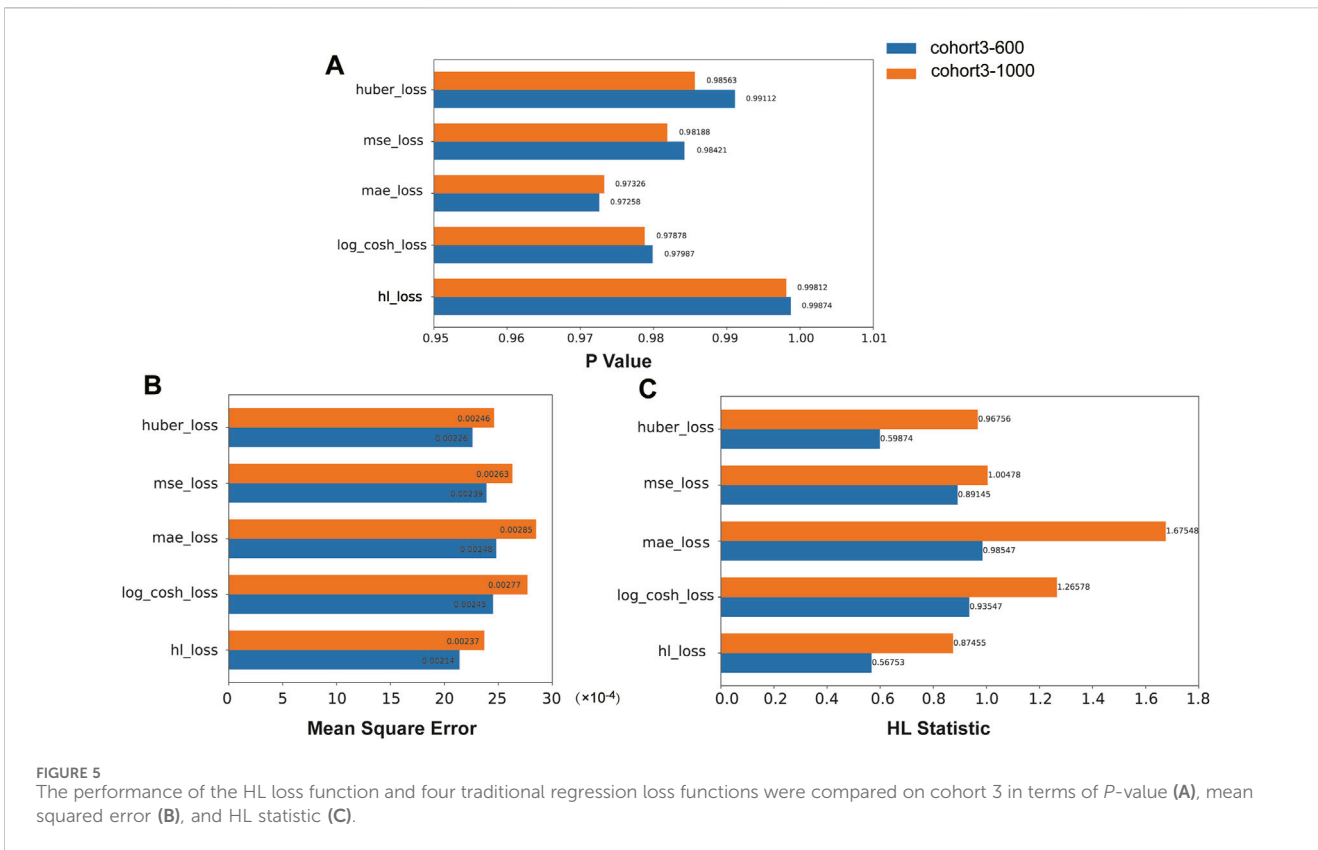 A
cohort3-600
cohort3-1000
huber_loss
0.98563
0.99112
mse_loss
0.98188
0.98421
mae_loss
0.97326
0.97258
log_cosh_loss
0.97878
0.97987
hl_loss
0.99812
0.99874
0.95 0.96 0.97 0.98 0.99 1.00 1.01
P Value
B
huber_loss
0.00246
0.00226
mse_loss
0.00263
0.00239
mae_loss
0.00285
0.00248
log_cosh_loss
0.00277
0.00245
hl_loss
0.00237
0.00214
0 5 10 15 20 25 30 (×10⁻⁴)
Mean Square Error
C
huber_loss
0.96756
0.59874
mse_loss
1.00478
0.89145
mae_loss
1.67548
0.98547
log_cosh_loss
1.26578
0.93547
hl_loss
0.87455
0.56753
0.0 0.2 0.4 0.6 0.8 1.0 1.2 1.4 1.6 1.8
HL Statistic
FIGURE 5
The performance of the HL loss function and four traditional regression loss functions were compared on cohort 3 in terms of P-value (A), mean
squared error (B), and HL statistic (C).